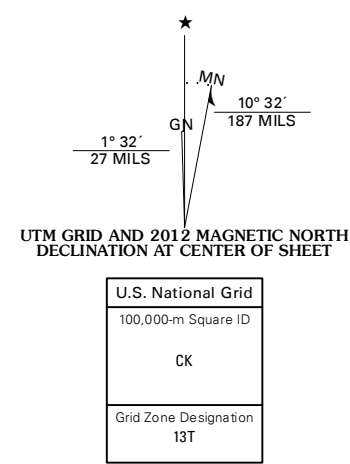 ★
MN
10° 32´
187 MILS
GN
1° 32´
27 MILS
UTM GRID AND 2012 MAGNETIC NORTH
DECLINATION AT CENTER OF SHEET
U.S. National Grid
100,000-m Square ID
CK
Grid Zone Designation
13T